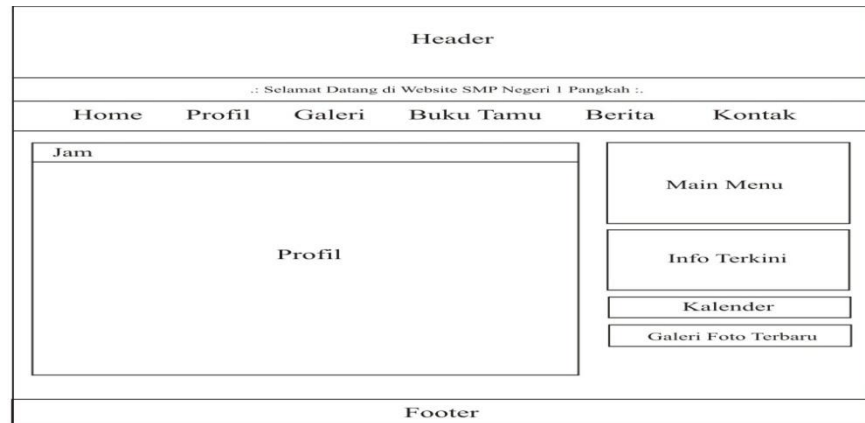 Header
.: Selamat Datang di Website SMP Negeri 1 Pangkah :.
Home Profil Galeri Buku Tamu Berita Kontak
Jam
Profil
Main Menu
Info Terkini
Kalender
Galeri Foto Terbaru
Footer